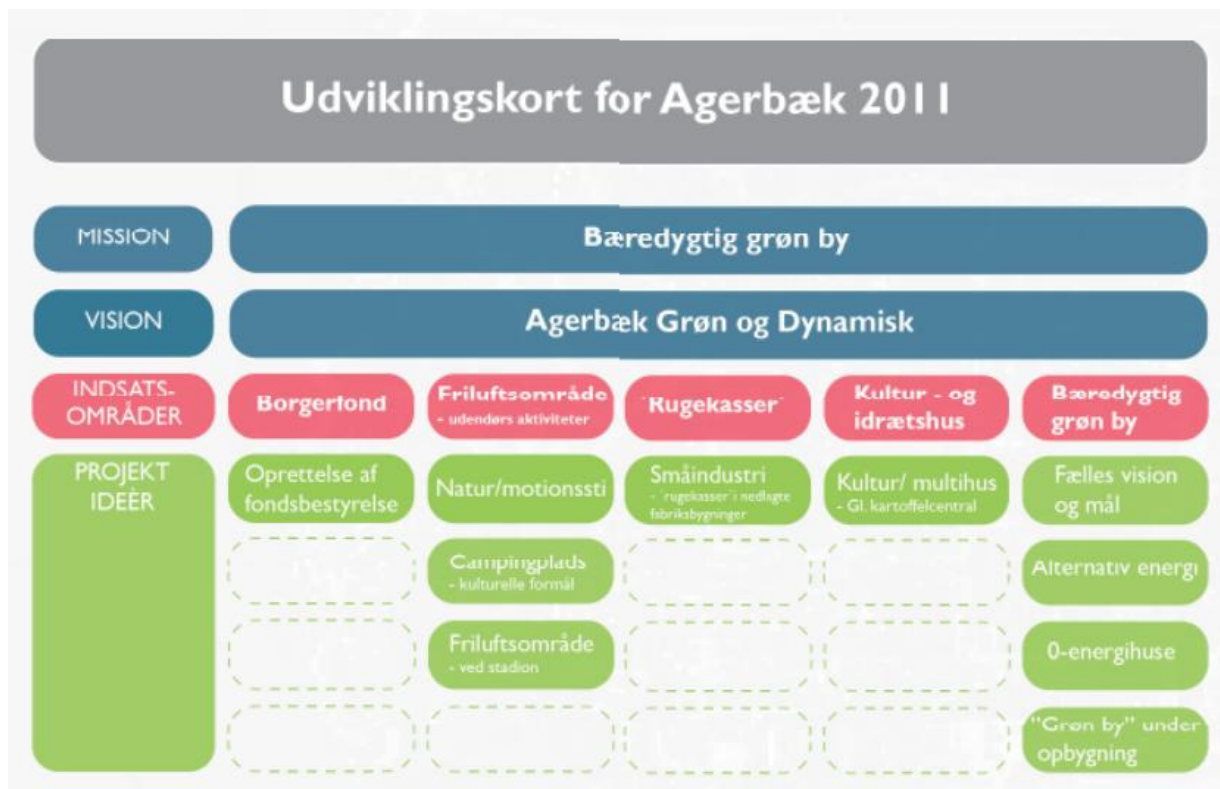 Udviklingskort for Agerbæk 2011
MISSION
Bæredygtig grøn by
VISION
Agerbæk Grøn og Dynamisk
INDSATS-
OMRÅDER
Borgerfond
Friluftsområde
- udendørs aktiviteter
´Rugekasser´
Kultur - og
idrætshus
Bæredygtig
grøn by
PROJEKT
IDEÈR
Oprettelse af
fondsbestyrelse
Natur/motionssti
Småindustri
- ´rugekasser´i nedlagte
fabriksbygninger
Kultur/ multihus
- Gl. kartoffelcentral
Fælles vision
og mål
Campingplads
- kulturelle formål
Alternativ energi
Friluftsområde
- ved stadion
0-energihuse
"Grøn by" under
opbygning